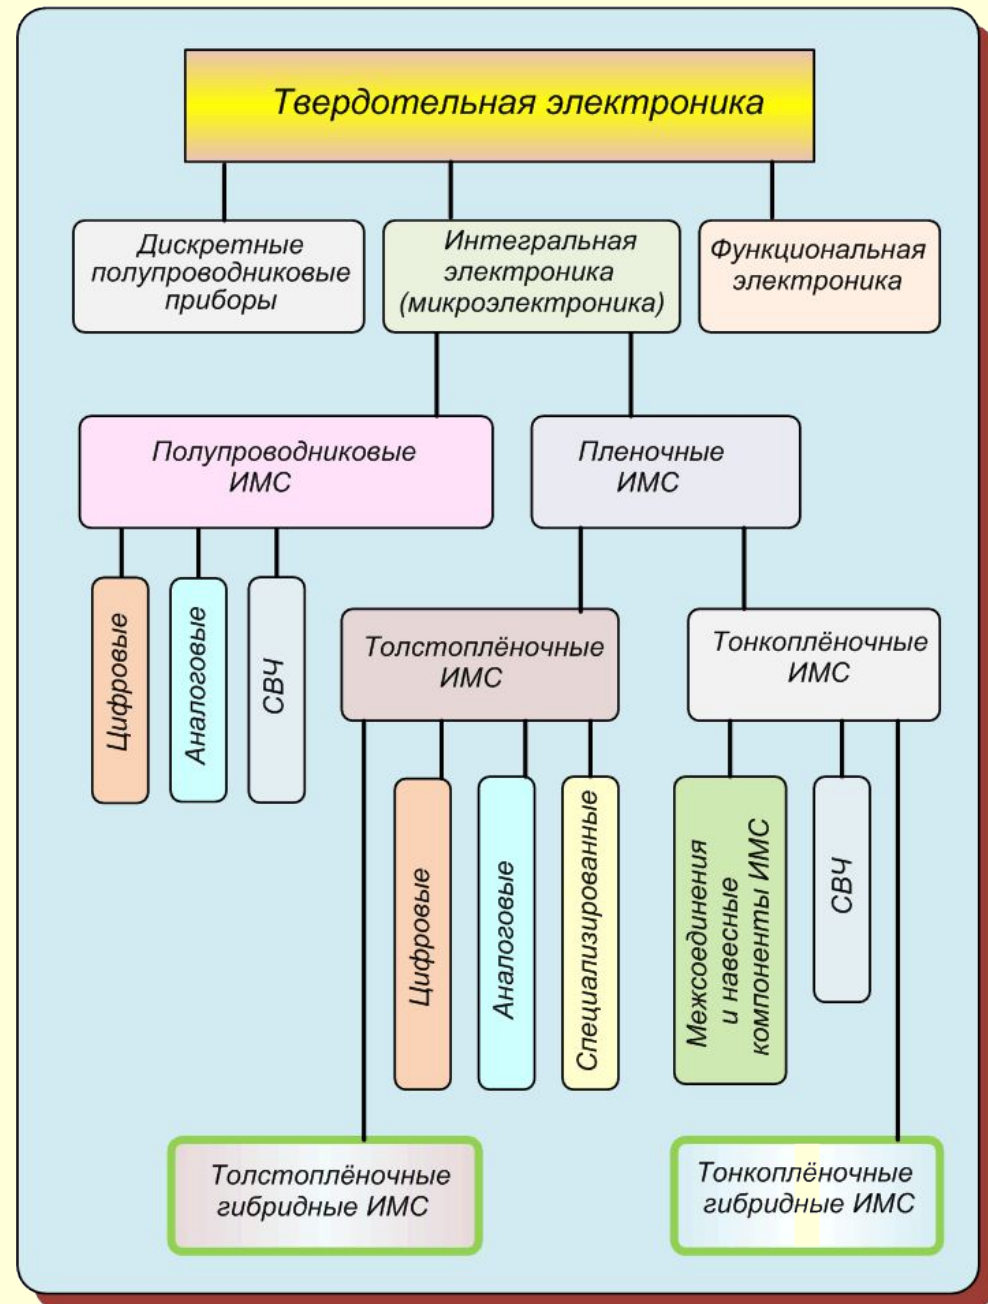 Твердотельная электроника
Дискретные
полупроводниковые
приборы
Интегральная
электроника
(микроэлектроника)
Функциональная
электроника
Полупроводниковые
ИМС
Пленочные
ИМС
Цифровые
Аналоговые
СВЧ
Толстоплёночные
ИМС
Тонкоплёночные
ИМС
Цифровые
Аналоговые
Специализированные
Межсоединения
и навесные
компоненты ИМС
СВЧ
Толстоплёночные
гибридные ИМС
Тонкоплёночные
гибридные ИМС